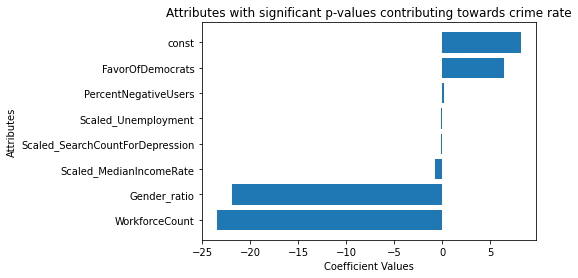 Attributes with significant p-values contributing towards crime rate
const
FavorOfDemocrats
PercentNegativeUsers
Scaled_Unemployment
Scaled_SearchCountForDepression
Scaled_MedianIncomeRate
Gender_ratio
WorkforceCount
Attributes
−25 −20 −15 −10 −5 0 5
Coefficient Values